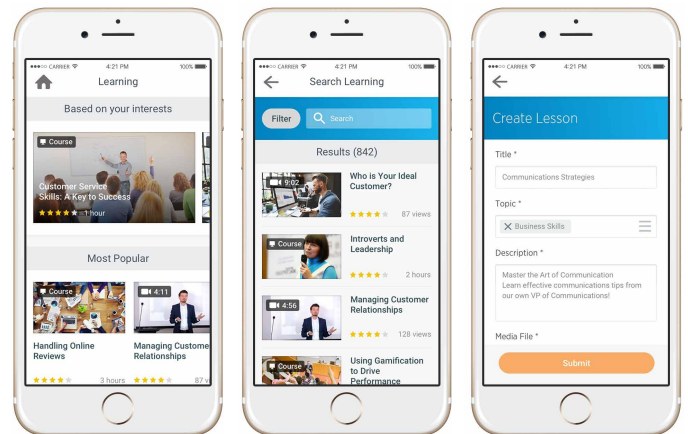 CARRIER 4:21 PM 100%
Learning
Based on your interests
Course
Customer Service
Skills: A Key to Success
1 hour
Most Popular
Course
4:11
Handling Online
Reviews
Managing Custome
Relationships
3 hours
87 v
CARRIER 4:21 PM 100%
Search Learning
Filter
Search
Results (842)
9:02
Who is Your Ideal
Customer?
87 views
Course
Introverts and
Leadership
2 hours
4:56
Managing Customer
Relationships
128 views
Course
Using Gamification
to Drive
Performance
CARRIER 4:21 PM 100%
Create Lesson
Title *
Communications Strategies
Topic *
Business Skills
Description *
Master the Art of Communication
Learn effective communications tips from
our own VP of Communications!
Media File *
Submit